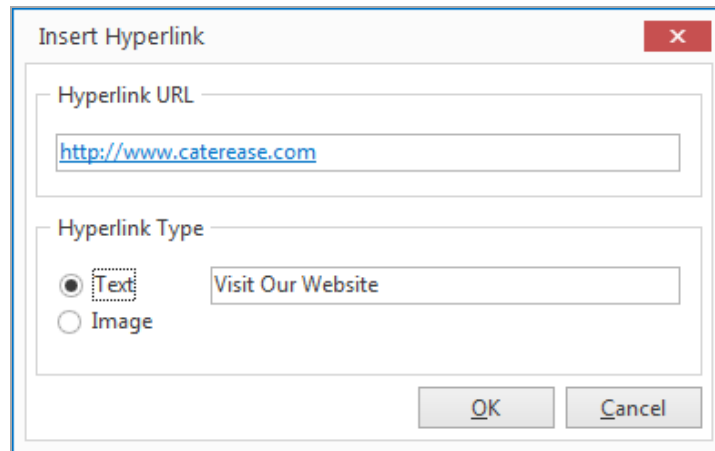 Insert Hyperlink
Hyperlink URL
http://www.caterease.com
Hyperlink Type
Text
Visit Our Website
Image
OK
Cancel